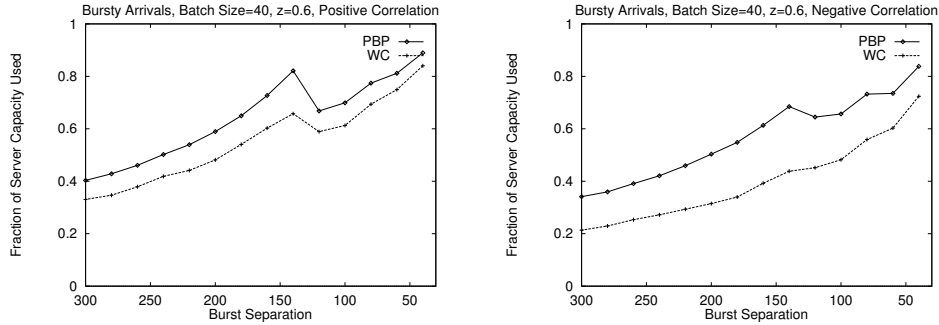 Bursty Arrivals, Batch Size=40, z=0.6, Positive Correlation
1
PBP
WC
0.8
0.6
0.4
0.2
0
Fraction of Server Capacity Used
300 250 200 150 100 50
Burst Separation
Bursty Arrivals, Batch Size=40, z=0.6, Negative Correlation
1
PBP
WC
0.8
0.6
0.4
0.2
0
Fraction of Server Capacity Used
300 250 200 150 100 50
Burst Separation